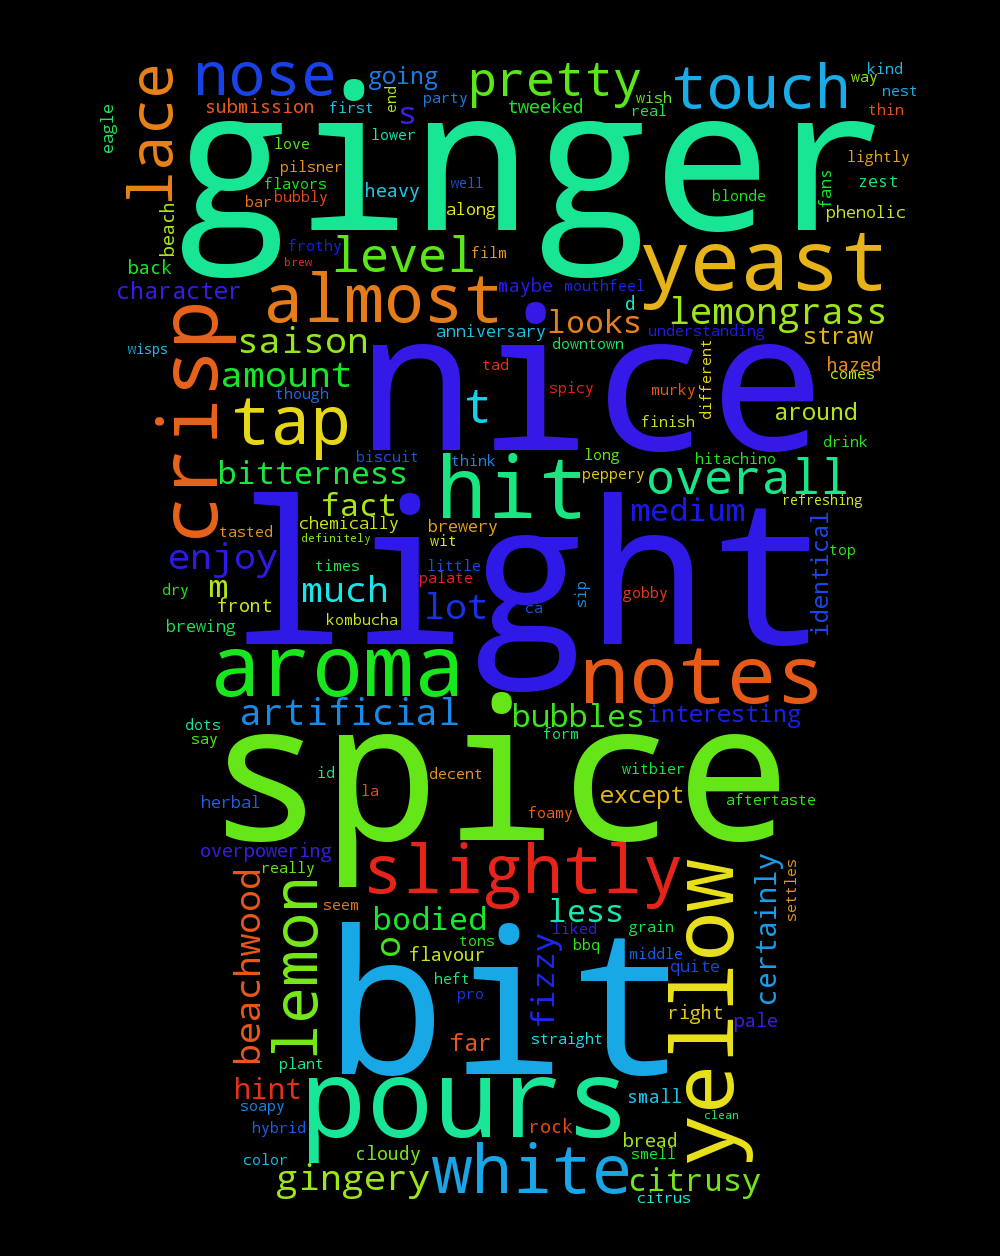 nose
going
pretty
touch
kind
way
nest
lace
submission
first
end
party
s
tweeked
wish
real
thin
eagle
ginger
lower
love
pilsner
flavors
bar
bubbly
heavy
well
along
blonde
fans
lightly
zest
phenolic
beach
back
frothy
brew
level
film
yeast
character
almost
maybe
mouthfeel
d
lemongrass
crisp
saison
anniversary
looks
downtown
understanding
straw
wisps
amount
though
tad
spicy
murky
different
hazed
comes
nice
tap
t
finish
around
drink
biscuit
think
long
hitachino
bitterness
hit
peppery
overall
refreshing
fact
chemically
definitely
brewery
wit
medium
identical
tasted
enjoy
times
little
palate
top
dry
m
much
front
lot
ca
sip
gobby
light
brewing
kombucha
aroma
notes
artificial
bubbles
interesting
dots
say
form
spice
id
la
decent
witbier
except
herbal
foamy
aftertaste
overpowering
really
slightly
yellow
certainly
settles
beachwood
lemon
seem
bodied
less
liked
grain
o
tons
bbq
flavour
fizzy
middle
quite
heft
pro
bit
far
straight
right
pale
plant
hint
pours
small
soapy
clean
hybrid
rock
bread
cloudy
smell
color
gingery
white
citrusy
citrus